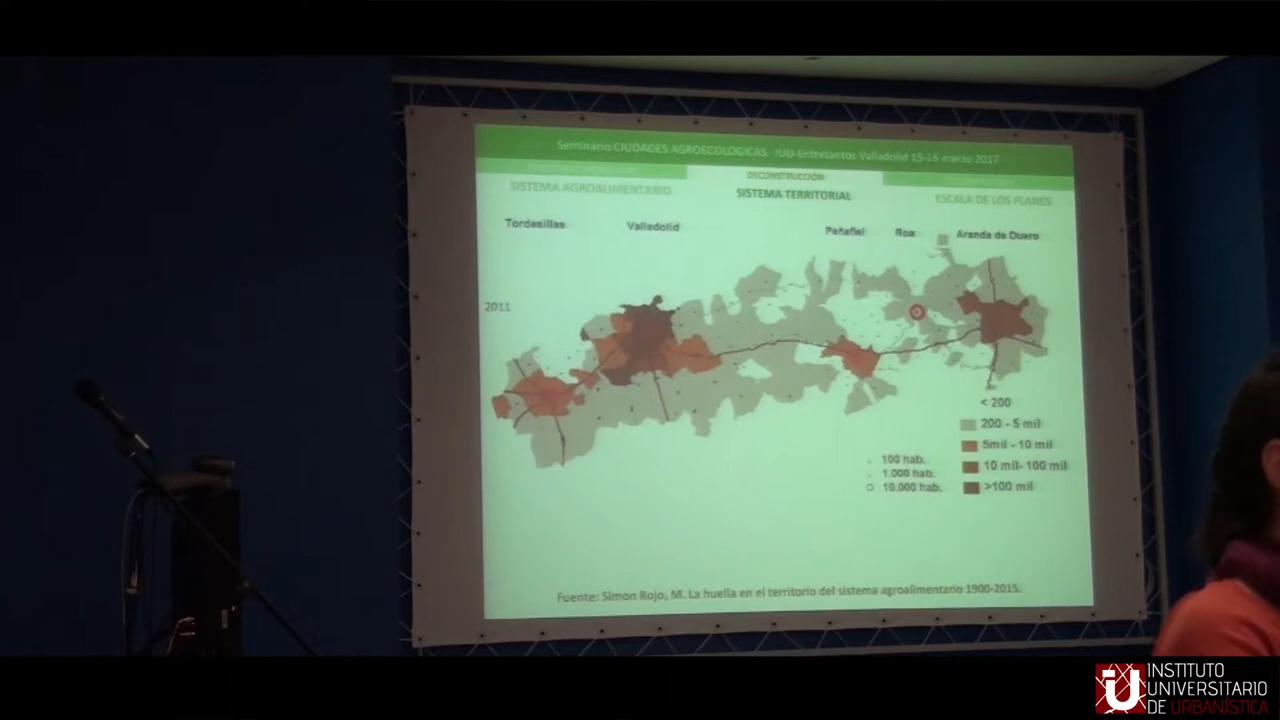 Seminario CIUDADES AGROECOLÓGICAS IUU-Entretantos Valladolid 15-16 marzo 2017
DECONSTRUCCIÓN
SISTEMA AGROALIMENTARIO
SISTEMA TERRITORIAL
ESCALA DE LOS PLANES
Tordesillas Valladolid Peñafiel Roa Aranda de Duero
2011
< 200
200 - 5 mil
5mil - 10 mil
10 mil- 100 mil
>100 mil
100 hab.
1.000 hab.
10.000 hab.
Fuente: Simon Rojo, M. La huella en el territorio del sistema agroalimentario 1900-2015.
iU INSTITUTO
UNIVERSITARIO
DE URBANÍSTICA